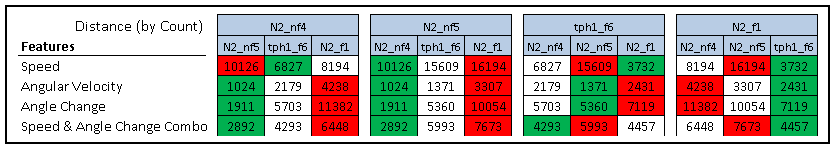 Distance (by Count) N2_nf4 N2_nf5 tph1_f6 N2_f1
Features N2_nf5 tph1_f6 N2_f1 N2_nf4 tph1_f6 N2_f1 N2_nf4 N2_nf5 N2_f1 N2_nf4 N2_nf5 tph1_f6
Speed 10126 6827 8194 10126 15609 16194 6827 15609 3732 8194 16194 3732
Angular Velocity 1024 2179 4238 1024 1371 3307 2179 1371 2431 4238 3307 2431
Angle Change 1911 5703 11382 1911 5360 10054 5703 5360 7119 11382 10054 7119
Speed & Angle Change Combo 2892 4293 6448 2892 5993 7673 4293 5993 4457 6448 7673 4457